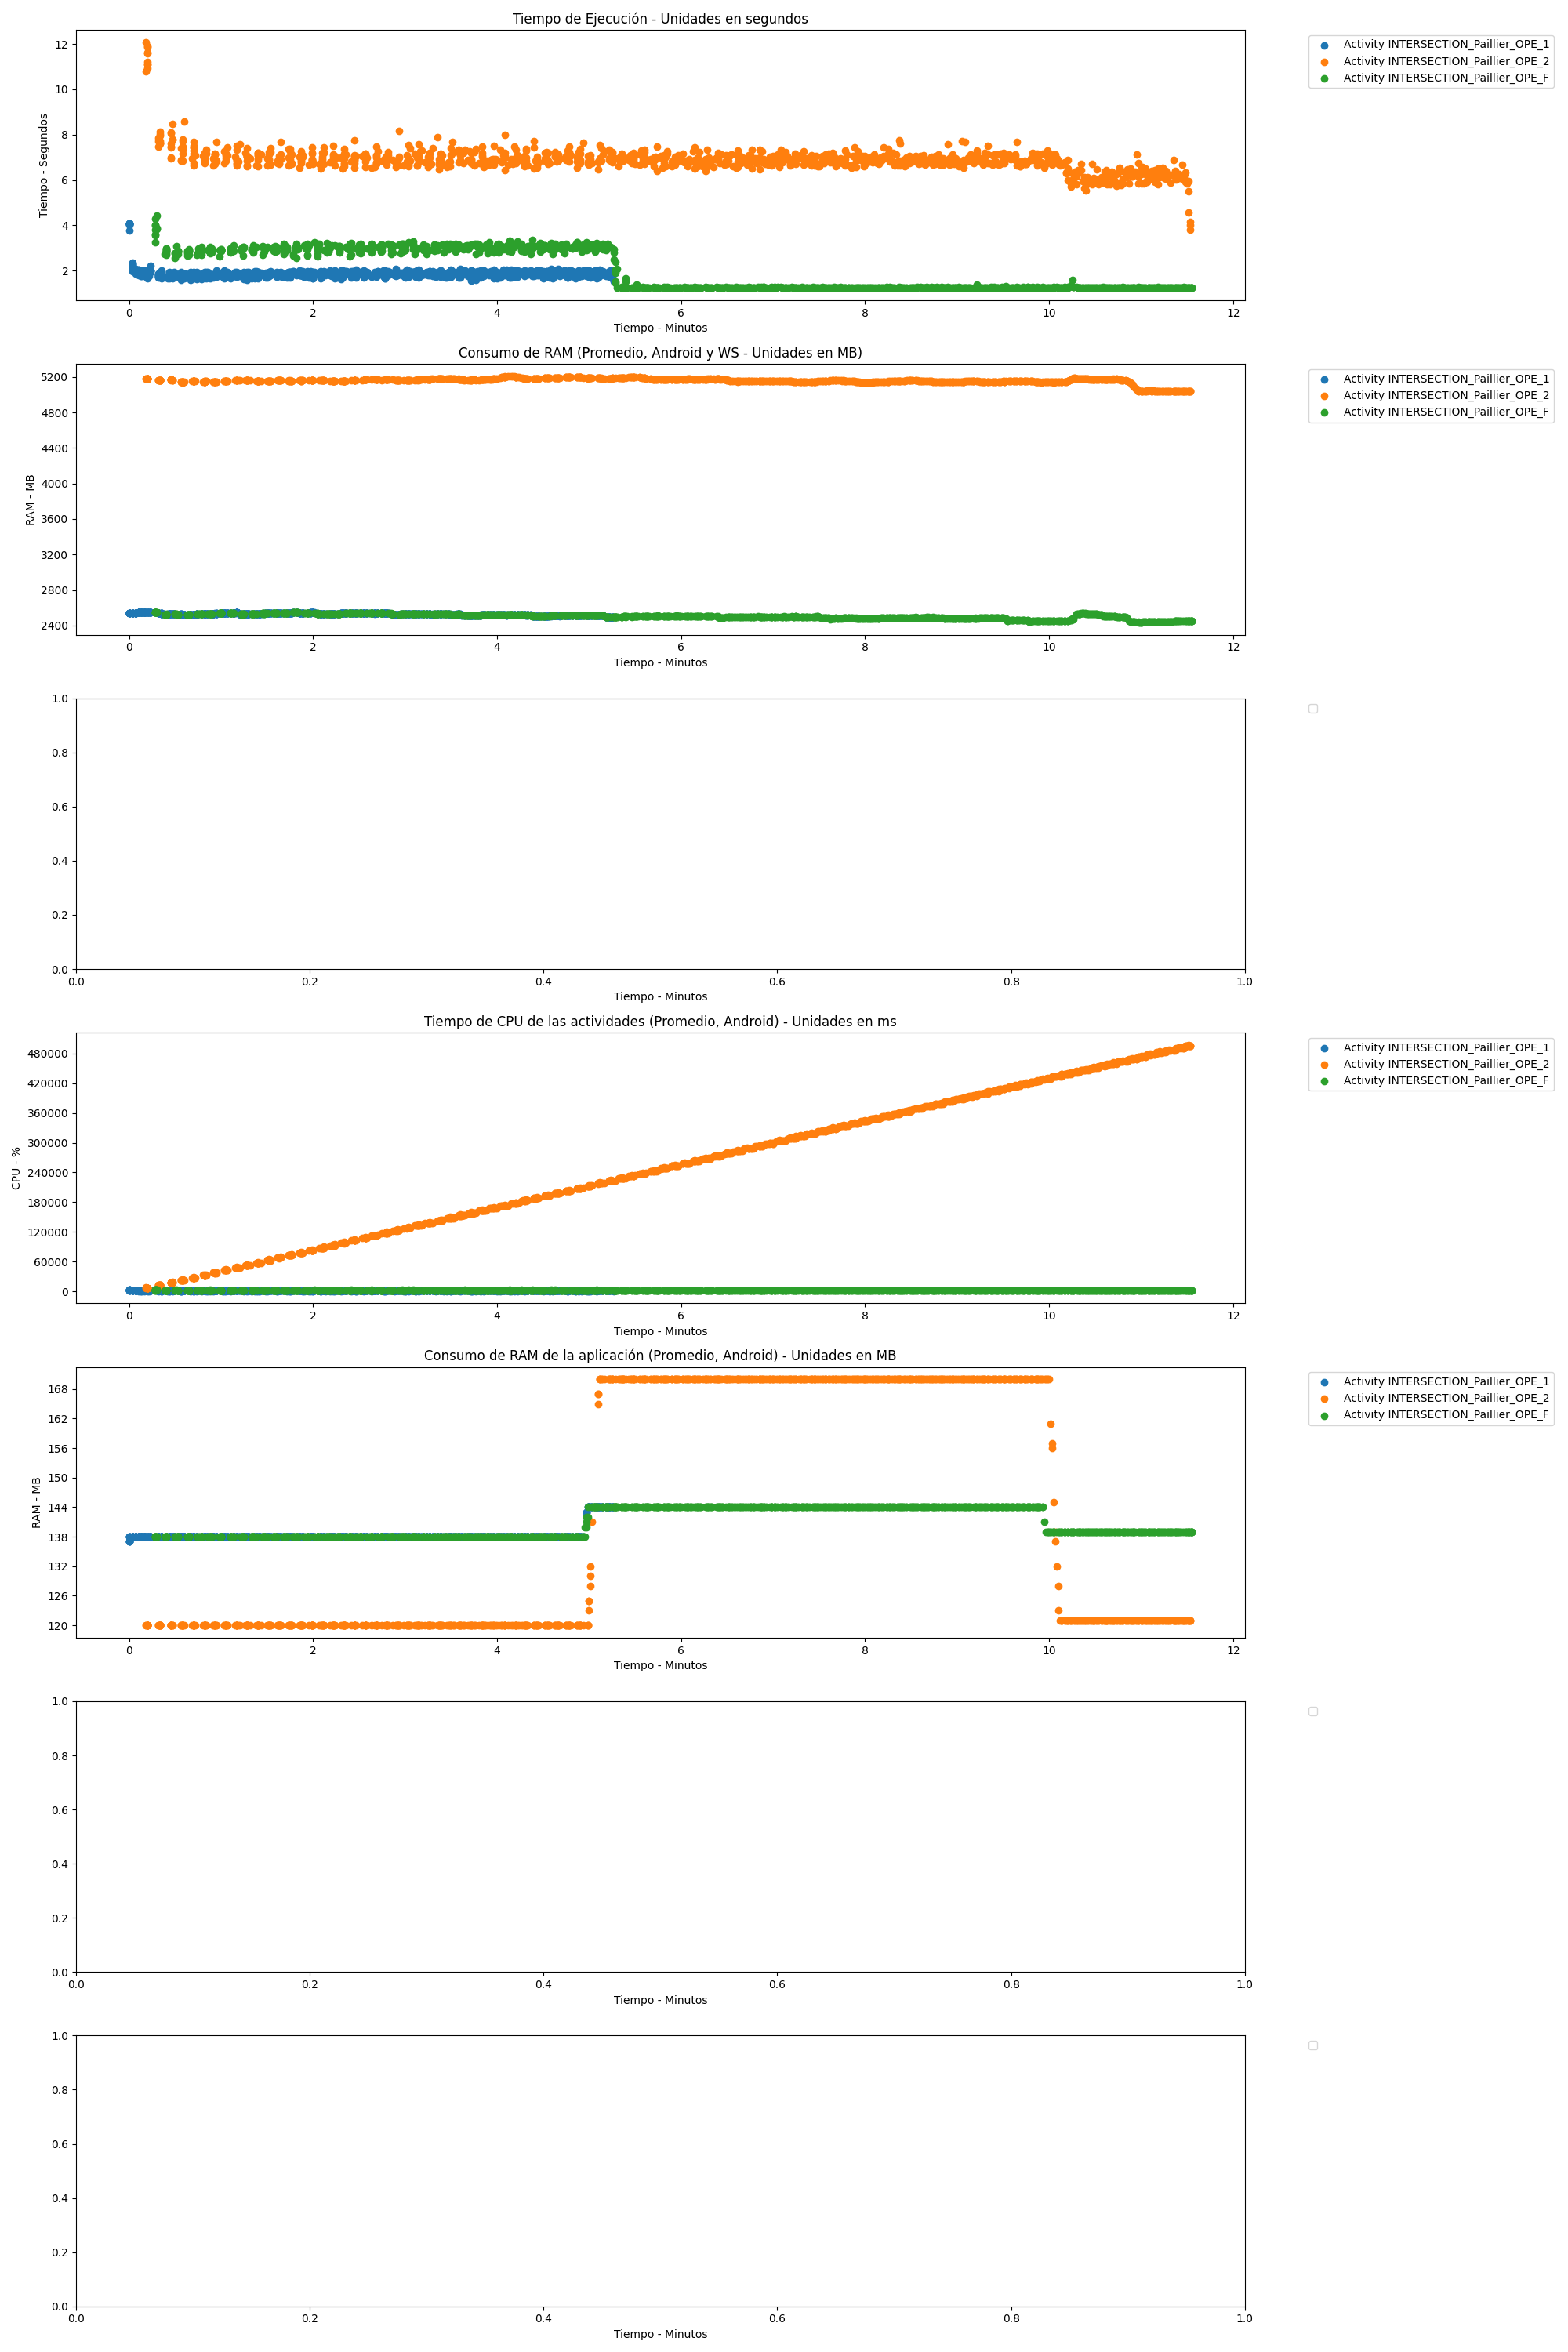 Tiempo de Ejecución - Unidades en segundos
Tiempo - Segundos
12
10
8
6
4
2
0 2 4 6 8 10 12
Tiempo - Minutos
Activity INTERSECTION_Paillier_OPE_1
Activity INTERSECTION_Paillier_OPE_2
Activity INTERSECTION_Paillier_OPE_F
Consumo de RAM (Promedio, Android y WS - Unidades en MB)
RAM - MB
5200
4800
4400
4000
3600
3200
2800
2400
0 2 4 6 8 10 12
Tiempo - Minutos
Activity INTERSECTION_Paillier_OPE_1
Activity INTERSECTION_Paillier_OPE_2
Activity INTERSECTION_Paillier_OPE_F
1.0
0.8
0.6
0.4
0.2
0.0
0.0 0.2 0.4 0.6 0.8 1.0
Tiempo - Minutos
Tiempo de CPU de las actividades (Promedio, Android) - Unidades en ms
CPU - %
480000
420000
360000
300000
240000
180000
120000
60000
0
0 2 4 6 8 10 12
Tiempo - Minutos
Activity INTERSECTION_Paillier_OPE_1
Activity INTERSECTION_Paillier_OPE_2
Activity INTERSECTION_Paillier_OPE_F
Consumo de RAM de la aplicación (Promedio, Android) - Unidades en MB
RAM - MB
168
162
156
150
144
138
132
126
120
0 2 4 6 8 10 12
Tiempo - Minutos
Activity INTERSECTION_Paillier_OPE_1
Activity INTERSECTION_Paillier_OPE_2
Activity INTERSECTION_Paillier_OPE_F
1.0
0.8
0.6
0.4
0.2
0.0
0.0 0.2 0.4 0.6 0.8 1.0
Tiempo - Minutos
1.0
0.8
0.6
0.4
0.2
0.0
0.0 0.2 0.4 0.6 0.8 1.0
Tiempo - Minutos